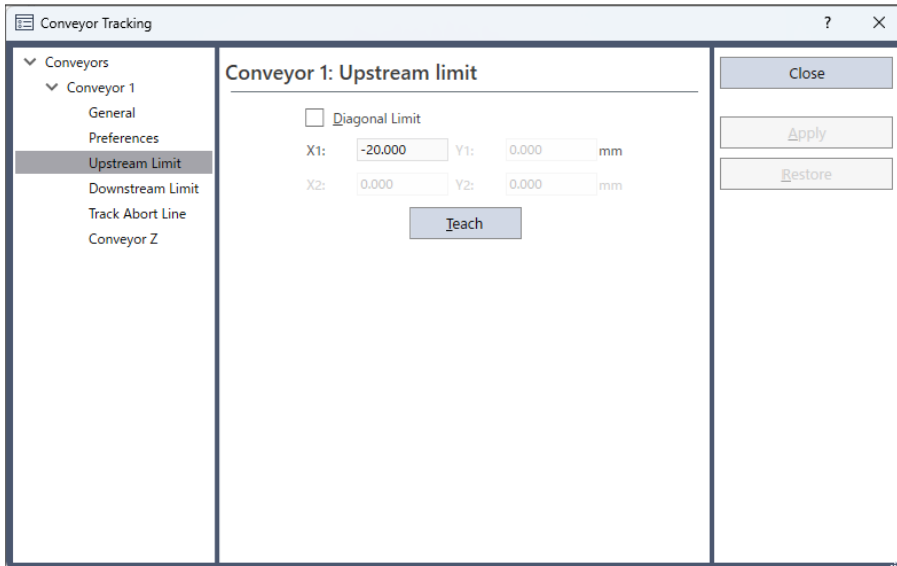 Conveyor Tracking
?
Conveyors
Conveyor 1
General
Preferences
Upstream Limit
Downstream Limit
Track Abort Line
Conveyor Z
Conveyor 1: Upstream limit
Diagonal Limit
X1: -20.000 Y1: 0.000 mm
X2: 0.000 Y2: 0.000 mm
Teach
Close
Apply
Restore